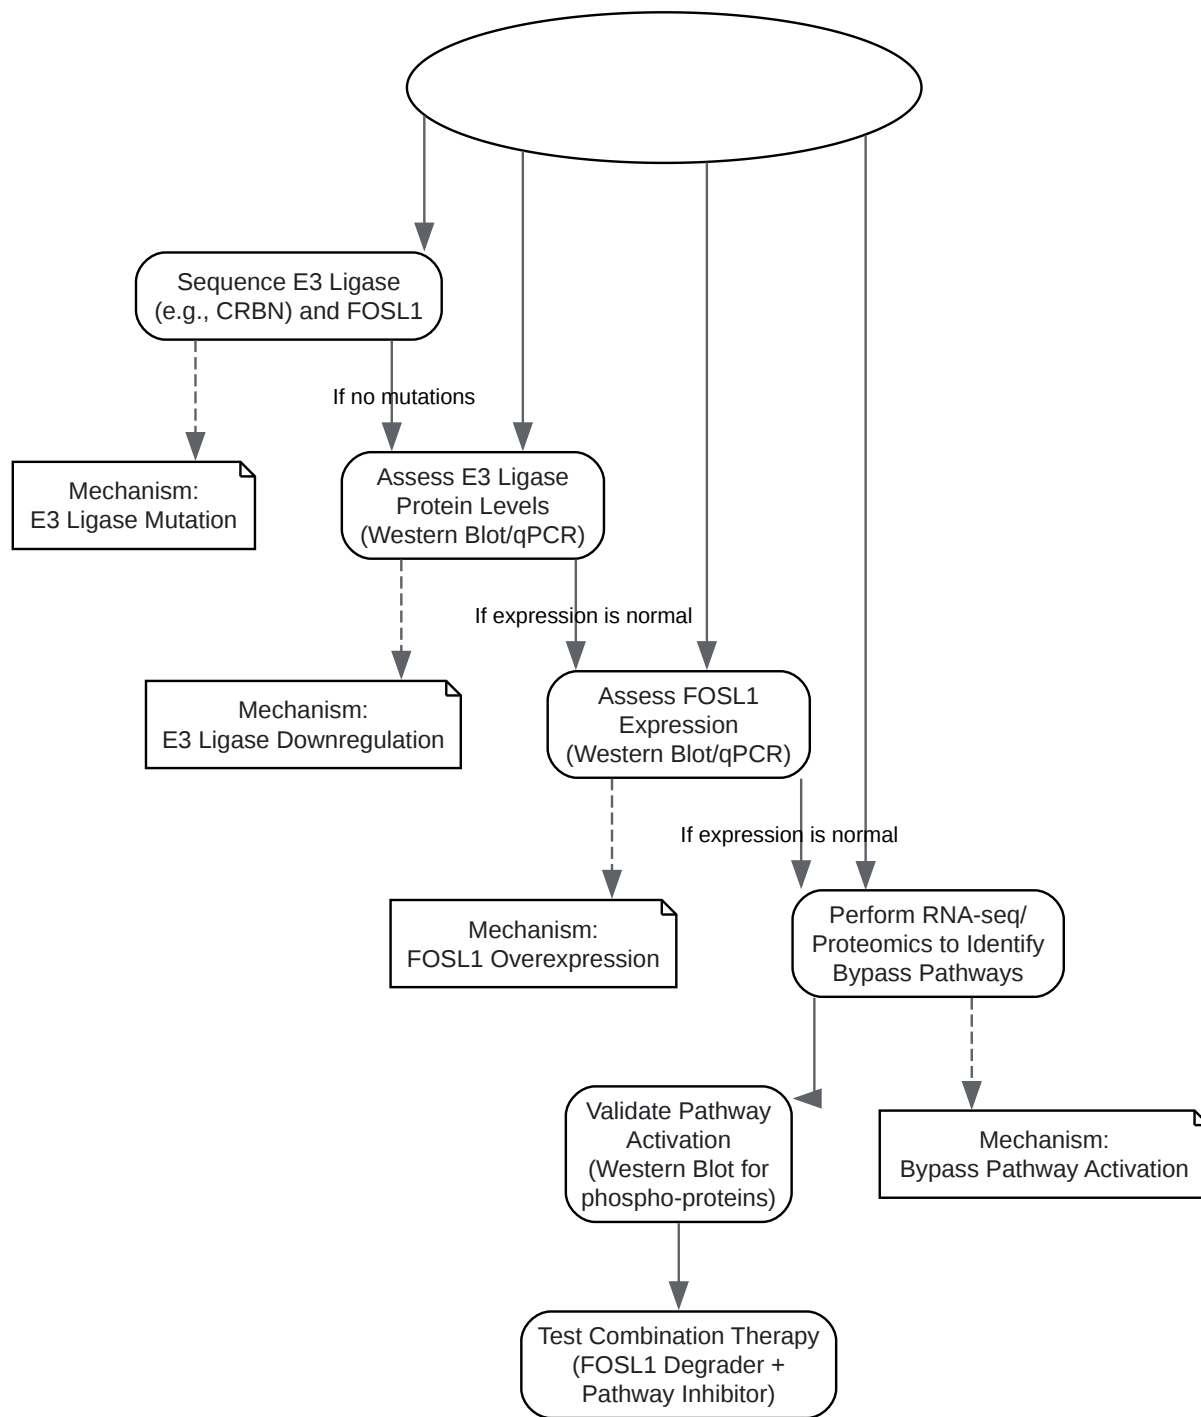 Sequence E3 Ligase
(e.g., CRBN) and FOSL1
If no mutations
Mechanism:
E3 Ligase Mutation
Assess E3 Ligase
Protein Levels
(Western Blot/qPCR)
If expression is normal
Mechanism:
E3 Ligase Downregulation
Assess FOSL1
Expression
(Western Blot/qPCR)
If expression is normal
Mechanism:
FOSL1 Overexpression
Perform RNA-seq/
Proteomics to Identify
Bypass Pathways
Validate Pathway
Activation
(Western Blot for
phospho-proteins)
Mechanism:
Bypass Pathway Activation
Test Combination Therapy
(FOSL1 Degrader +
Pathway Inhibitor)